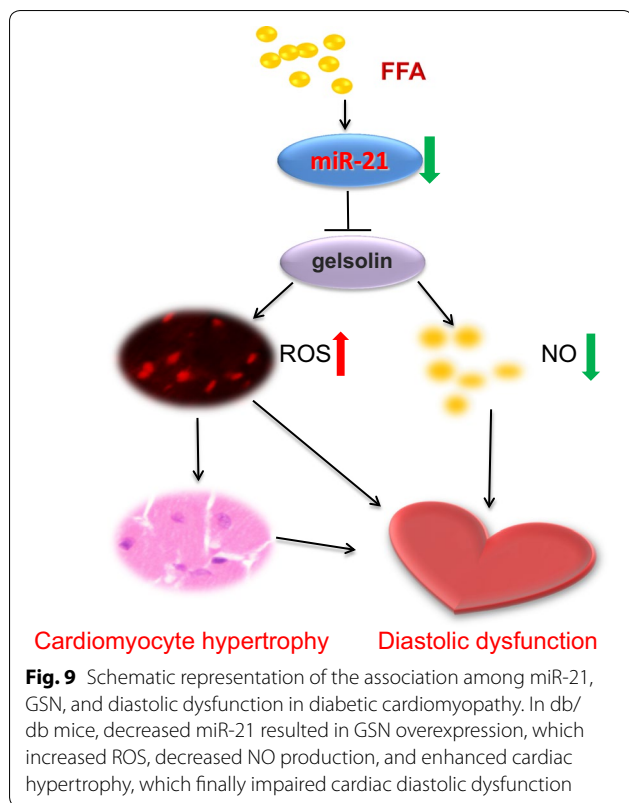 FFA
miR-21
gelsolin
ROS
NO
Cardiomyocyte hypertrophy
Diastolic dysfunction
Fig. 9 Schematic representation of the association among miR-21,
GSN, and diastolic dysfunction in diabetic cardiomyopathy. In db/
db mice, decreased miR-21 resulted in GSN overexpression, which
increased ROS, decreased NO production, and enhanced cardiac
hypertrophy, which finally impaired cardiac diastolic dysfunction